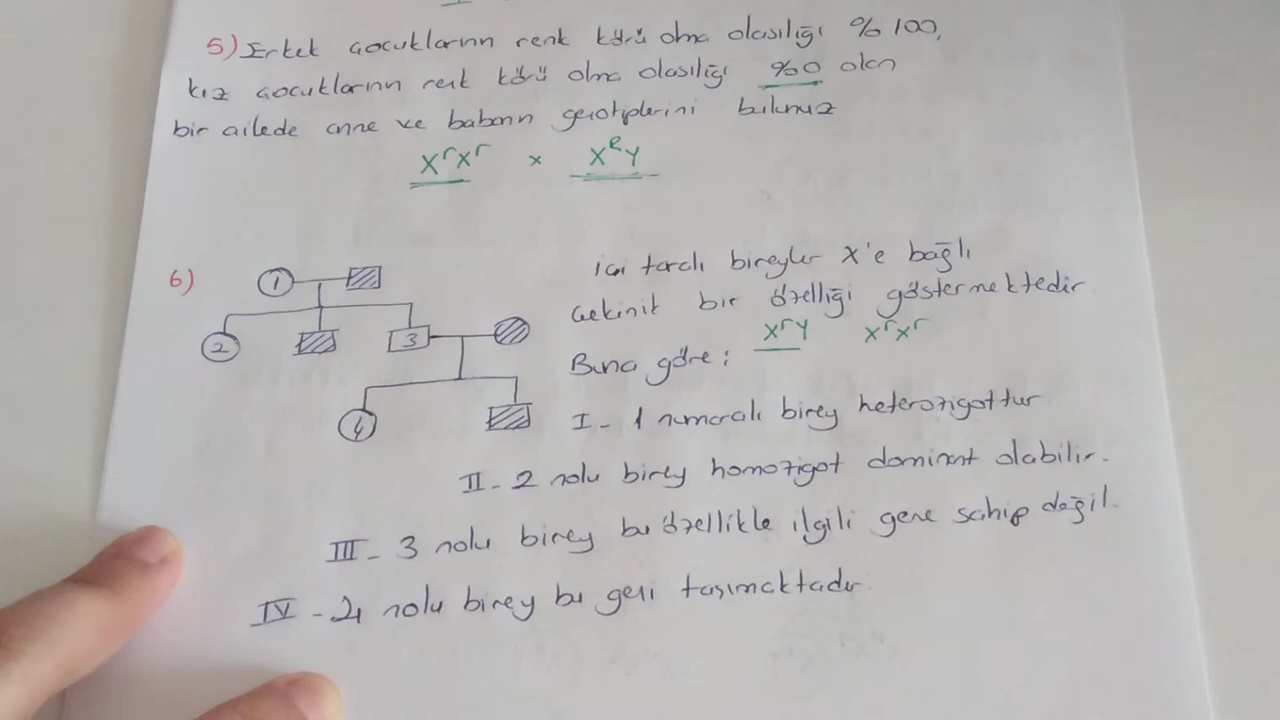 5) Erkek çocukların renk körü olma olasılığı %100,
kız çocukların renk körü olma olasılığı %0 olan
bir ailede anne ve babanın genotiplerini bulunuz
XʳXʳ x XᴿY
6)
1
2
3
4
içi taralı bireyler X'e bağlı
çekinik bir özelliği göstermektedir
XʳY XʳXʳ
Buna göre:
I- 1 numaralı birey heterozigottur
II- 2 nolu birey homozigot dominant olabilir.
III- 3 nolu birey bu özellikle ilgili gene sahip değil.
IV- 4 nolu birey bu geni taşımaktadır.